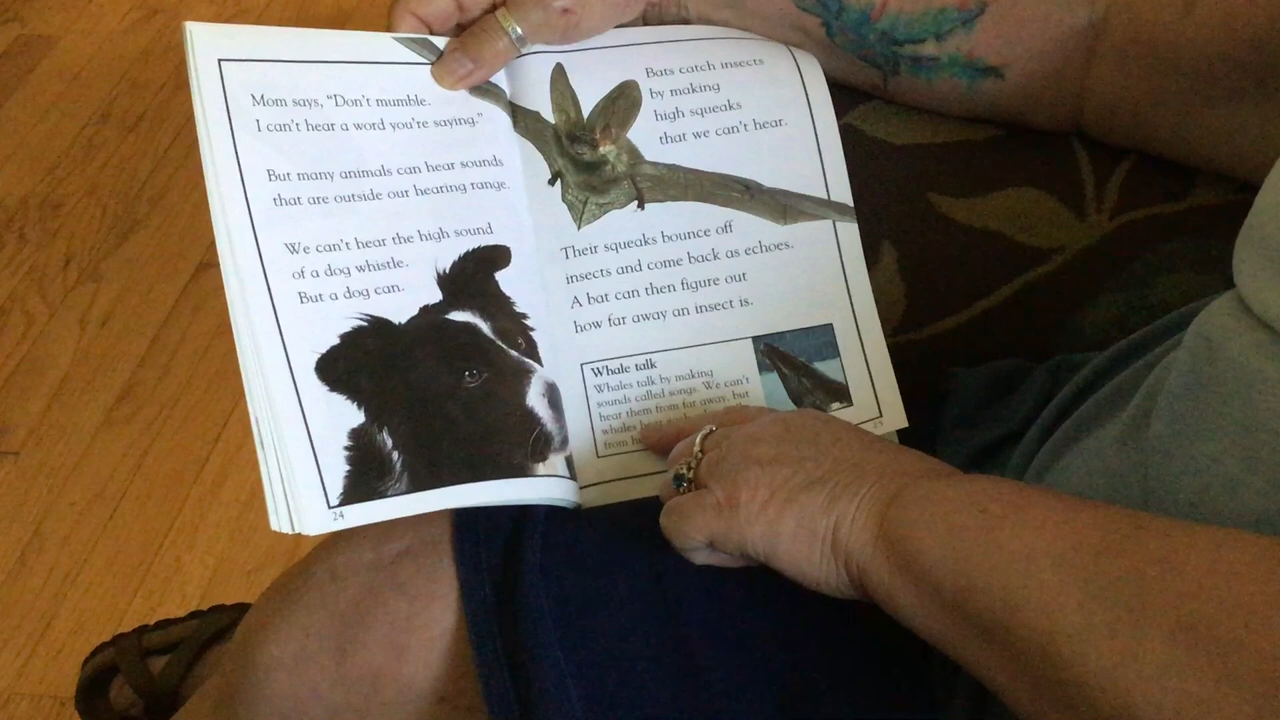 Mom says, “Don't mumble.
I can't hear a word you're saying.”
But many animals can hear sounds
that are outside our hearing range.
We can't hear the high sound
of a dog whistle.
But a dog can.
24
Bats catch insects
by making
high squeaks
that we can't hear.
Their squeaks bounce off
insects and come back as echoes.
A bat can then figure out
how far away an insect is.
Whale talk
Whales talk by making
sounds called songs. We can't
hear them from far away, but
whales hear
from
25